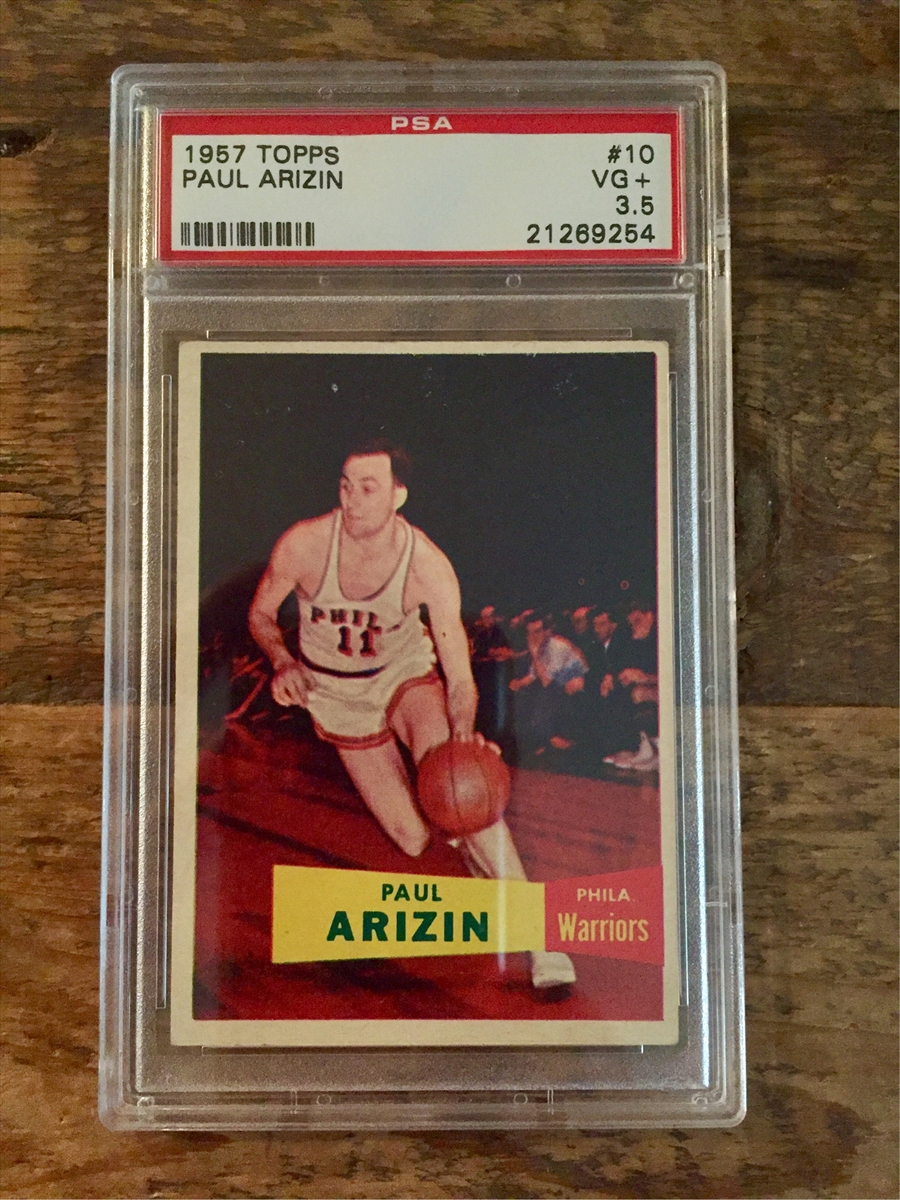 PSA
1957 TOPPS #10
PAUL ARIZIN VG+
3.5
21269254
PHIL.
11
PAUL
ARIZIN
PHILA.
Warriors